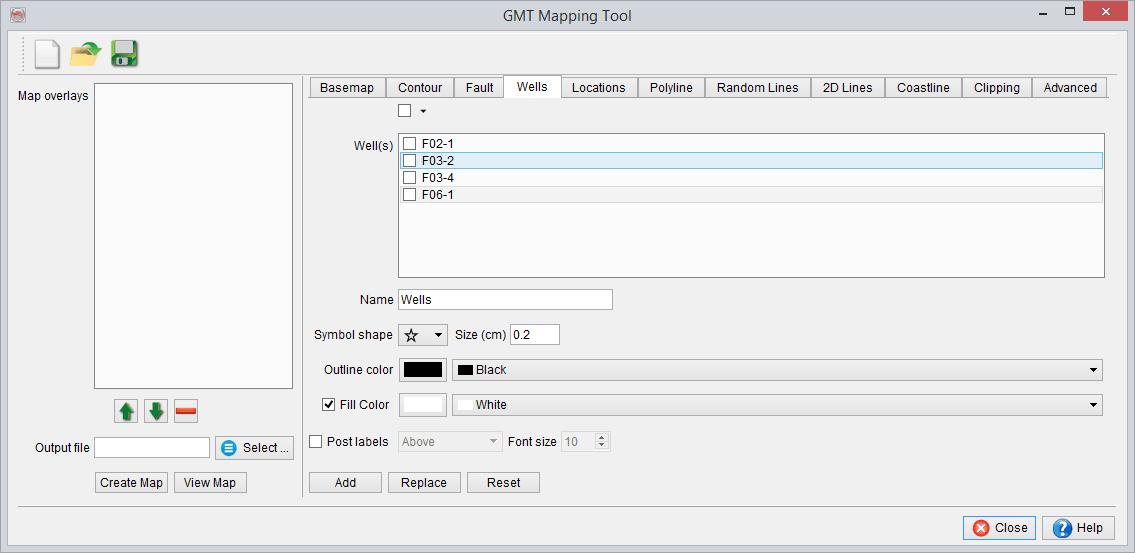 GMT Mapping Tool
Map overlays
Basemap Contour Fault Wells Locations Polyline Random Lines 2D Lines Coastline Clipping Advanced
Well(s)
F02-1
F03-2
F03-4
F06-1
Name Wells
Symbol shape Size (cm) 0.2
Outline color Black
Fill Color White
Output file Select ...
Post labels Above Font size 10
Create Map View Map
Add Replace Reset
Close Help